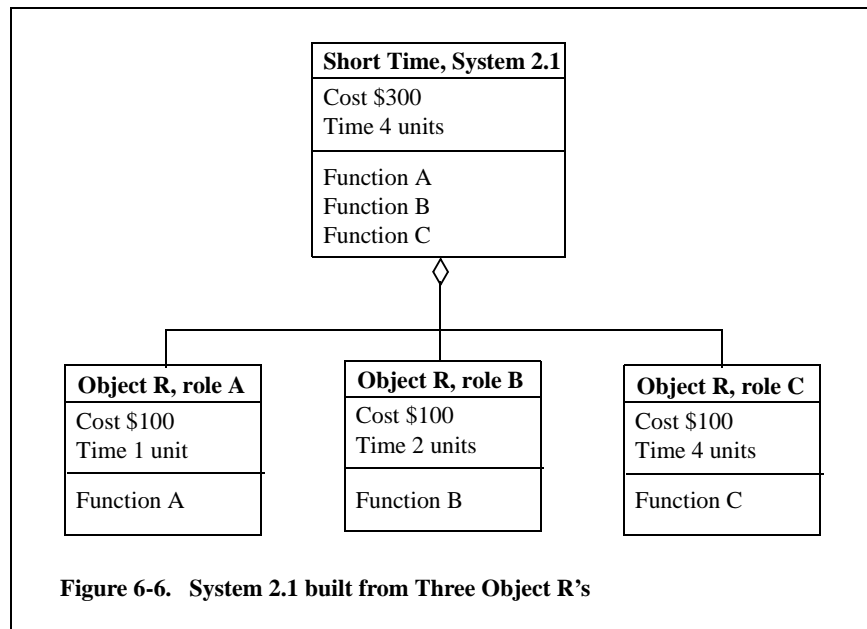 Short Time, System 2.1
Cost $300
Time 4 units
Function A
Function B
Function C
Object R, role A
Cost $100
Time 1 unit
Function A
Object R, role B
Cost $100
Time 2 units
Function B
Object R, role C
Cost $100
Time 4 units
Function C
Figure 6-6. System 2.1 built from Three Object R's